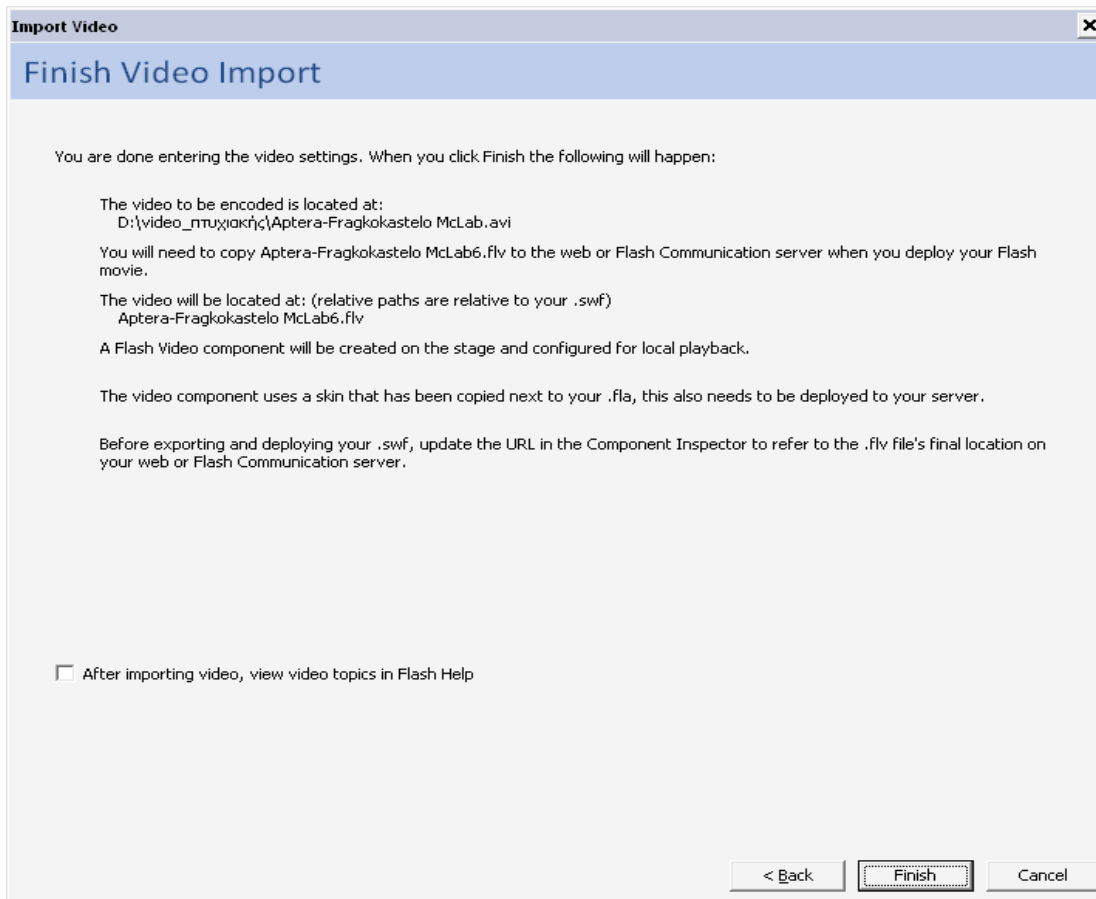 Import Video
Finish Video Import
You are done entering the video settings. When you click Finish the following will happen:
The video to be encoded is located at:
D:\video_πτυχιακής\Aptera-Fragkokastelo McLab.avi
You will need to copy Aptera-Fragkokastelo McLab6.flv to the web or Flash Communication server when you deploy your Flash
movie.
The video will be located at: (relative paths are relative to your .swf)
Aptera-Fragkokastelo McLab6.flv
A Flash Video component will be created on the stage and configured for local playback.
The video component uses a skin that has been copied next to your .fla, this also needs to be deployed to your server.
Before exporting and deploying your .swf, update the URL in the Component Inspector to refer to the .flv file's final location on
your web or Flash Communication server.
After importing video, view video topics in Flash Help
< Back Finish Cancel